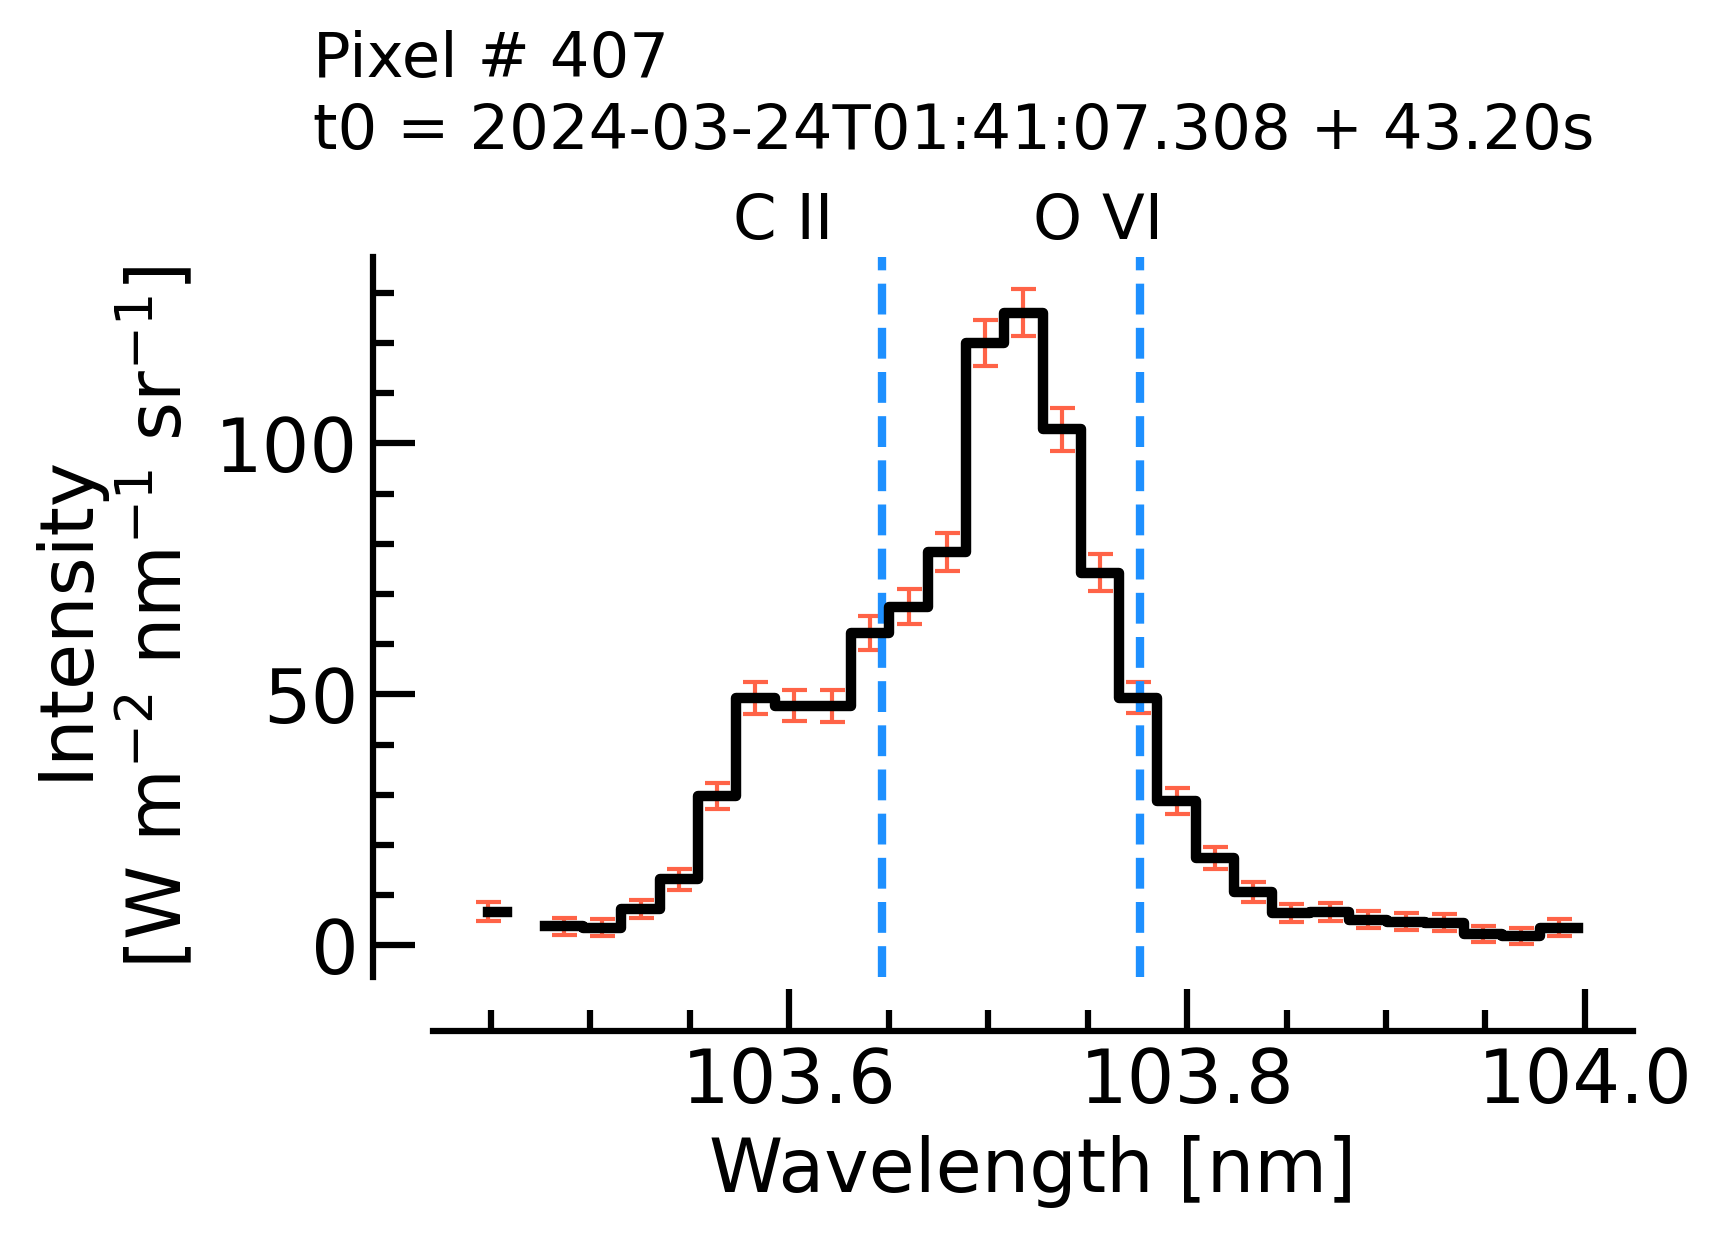 Pixel # 407
t0 = 2024-03-24T01:41:07.308 + 43.20s
C II O VI
Intensity
[W m⁻² nm⁻¹ sr⁻¹]
100
50
0
103.6 103.8 104.0
Wavelength [nm]